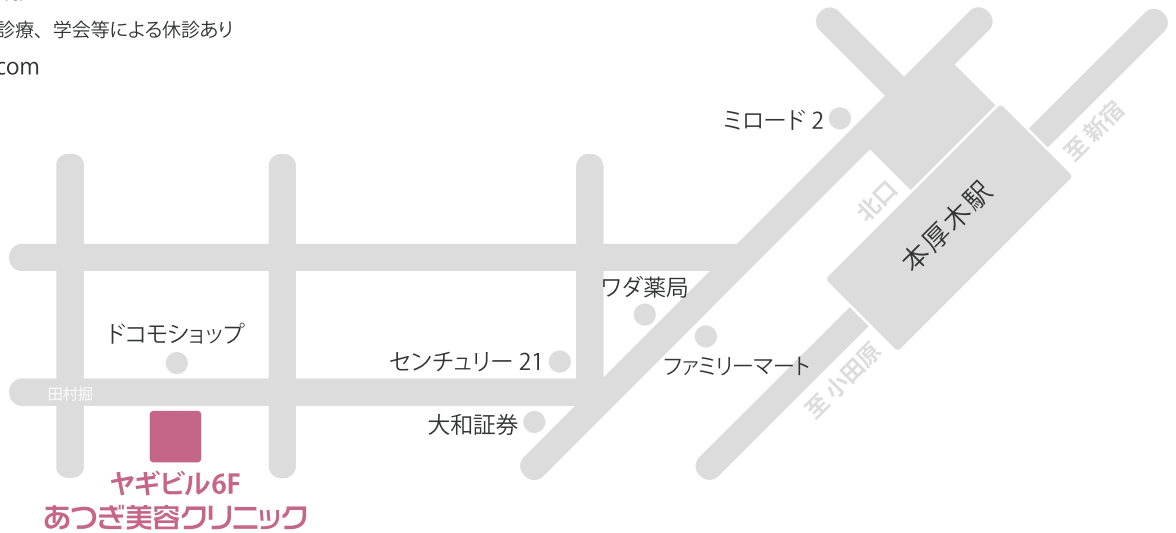 診療、学会等による休診あり
com
ミロード 2
至 新宿
北口
本厚木駅
ワダ薬局
ドコモショップ
センチュリー 21
ファミリーマート
至 小田原
田村掘
大和証券
ヤギビル6F
あつぎ美容クリニック